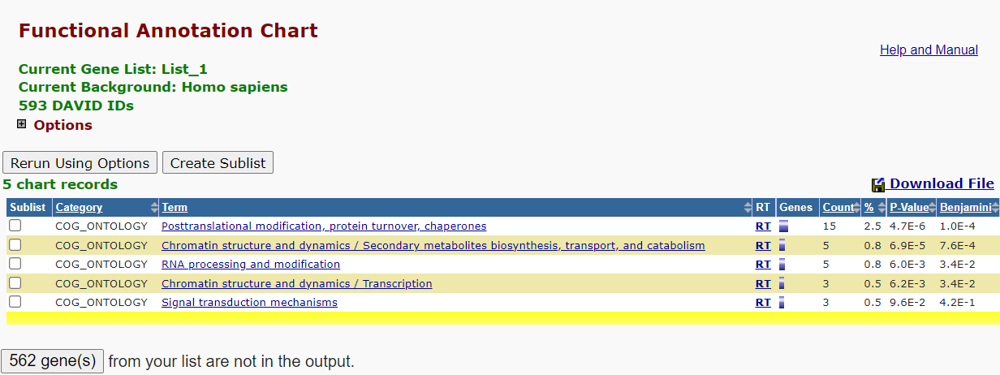 Functional Annotation Chart
Help and Manual
Current Gene List: List_1
Current Background: Homo sapiens
593 DAVID IDs
Options
Rerun Using Options Create Sublist
5 chart records Download File
Sublist Category Term RT Genes Count % P-Value Benjamini
COG_ONTOLOGY Posttranslational modification, protein turnover, chaperones RT 15 2.5 4.7E-6 1.0E-4
COG_ONTOLOGY Chromatin structure and dynamics / Secondary metabolites biosynthesis, transport, and catabolism RT 5 0.8 6.9E-5 7.6E-4
COG_ONTOLOGY RNA processing and modification RT 5 0.8 6.0E-3 3.4E-2
COG_ONTOLOGY Chromatin structure and dynamics / Transcription RT 3 0.5 6.2E-3 3.4E-2
COG_ONTOLOGY Signal transduction mechanisms RT 3 0.5 9.6E-2 4.2E-1
562 gene(s) from your list are not in the output.